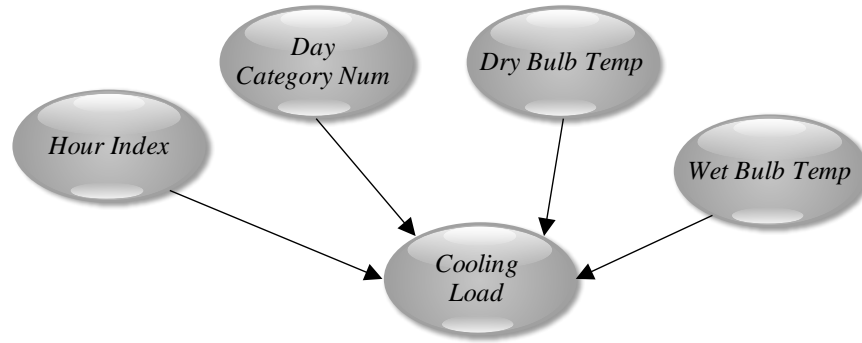 Day
Category Num
Dry Bulb Temp
Hour Index
Wet Bulb Temp
Cooling
Load